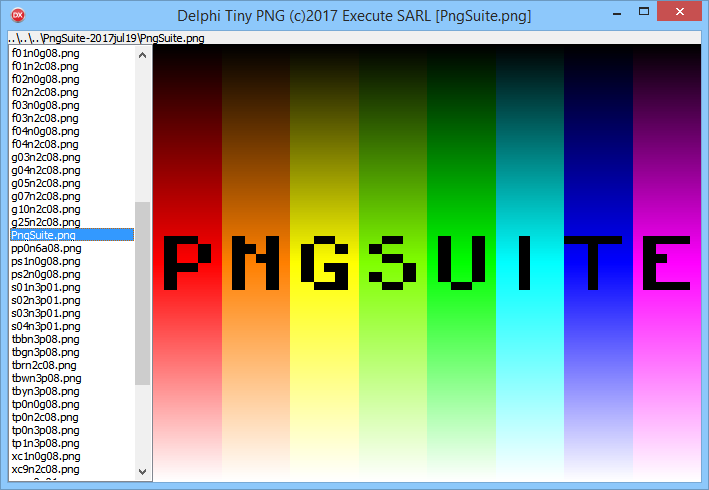 Delphi Tiny PNG (c)2017 Execute SARL [PngSuite.png]
..\..\..\PngSuite-2017jul19\PngSuite.png
f01n0g08.png
f01n2c08.png
f02n0g08.png
f02n2c08.png
f03n0g08.png
f03n2c08.png
f04n0g08.png
f04n2c08.png
g03n2c08.png
g04n2c08.png
g05n2c08.png
g07n2c08.png
g10n2c08.png
g25n2c08.png
PngSuite.png
pp0n6a08.png
ps1n0g08.png
ps2n0g08.png
s01n3p01.png
s02n3p01.png
s03n3p01.png
s04n3p01.png
tbbn3p08.png
tbgn3p08.png
tbrn2c08.png
tbwn3p08.png
tbyn3p08.png
tp0n0g08.png
tp0n2c08.png
tp0n3p08.png
tp1n3p08.png
xc1n0g08.png
xc9n2c08.png
PNGSUITE